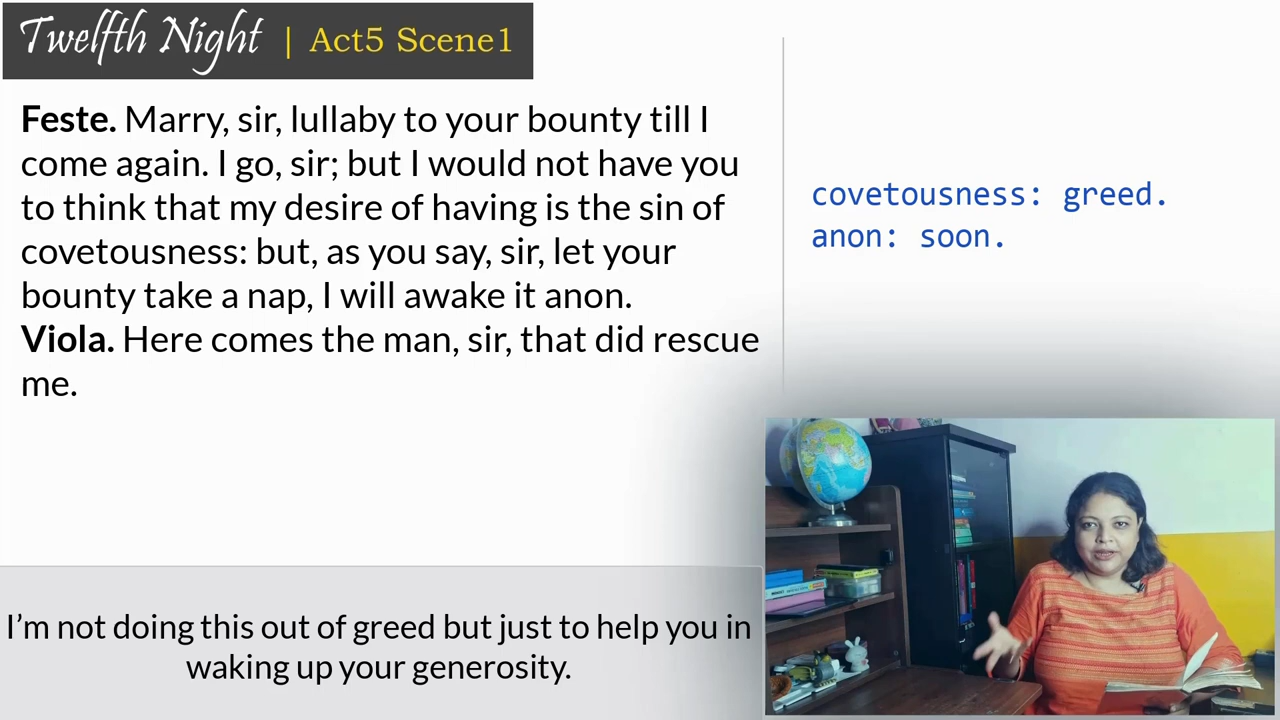 Twelfth Night | Act5 Scene1
Feste. Marry, sir, lullaby to your bounty till I
come again. I go, sir; but I would not have you
to think that my desire of having is the sin of
covetousness: but, as you say, sir, let your
bounty take a nap, I will awake it anon.
Viola. Here comes the man, sir, that did rescue
me.
covetousness: greed.
anon: soon.
I’m not doing this out of greed but just to help you in
waking up your generosity.